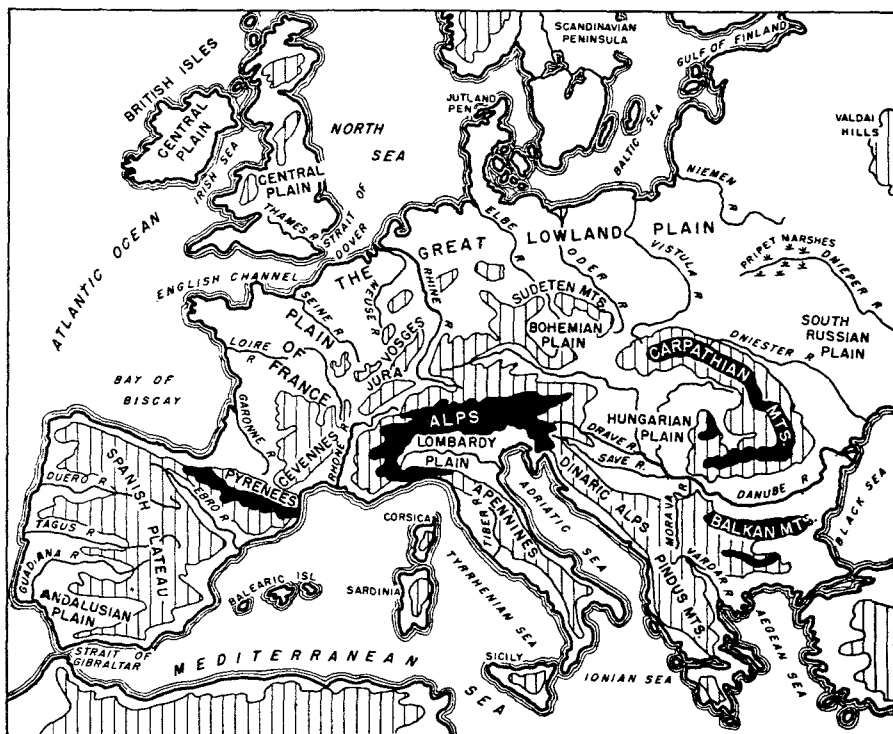 SCANDINAVIAN
PENINSULA
GULF OF FINLAND
BRITISH ISLES
CENTRAL
PLAIN
IRISH SEA
CENTRAL
PLAIN
THAMES R
NORTH
SEA
JUTLAND
PEN
BALTIC SEA
VALDAI
HILLS
NIEMEN R
ATLANTIC OCEAN
STRAIT OF
DOVER
ENGLISH CHANNEL
THE GREAT LOWLAND PLAIN
ELBE R
ODER R
VISTULA R
PRIPET MARSHES
DNIEPER R
SEINE R
MEUSE R
RHINE R
SUDETEN MTS.
BOHEMIAN
PLAIN
SOUTH
RUSSIAN
PLAIN
DNIESTER R
LOIRE R
PLAIN
OF
FRANCE
VOSGES
JURA
CARPATHIAN MTS.
BAY OF
BISCAY
GARONNE R
CEVENNES
RHONE R
ALPS
LOMBARDY
PLAIN
HUNGARIAN
PLAIN
DRAVE R
SAVE R
DANUBE R
BLACK SEA
PYRENEES
EBRO R
SPANISH PLATEAU
DUERO R
TAGUS R
GUADIANA R
ANDALUSIAN
PLAIN
STRAIT OF
GIBRALTAR
CORSICA
SARDINIA
BALEARIC ISL
APENNINES
TIBER
ADRIATIC SEA
DINARIC ALPS
MORAVA R
BALKAN MTS.
VARDAR R
PINDUS MTS.
TYRRHENIAN SEA
SICILY
IONIAN SEA
AEGEAN SEA
MEDITERRANEAN SEA